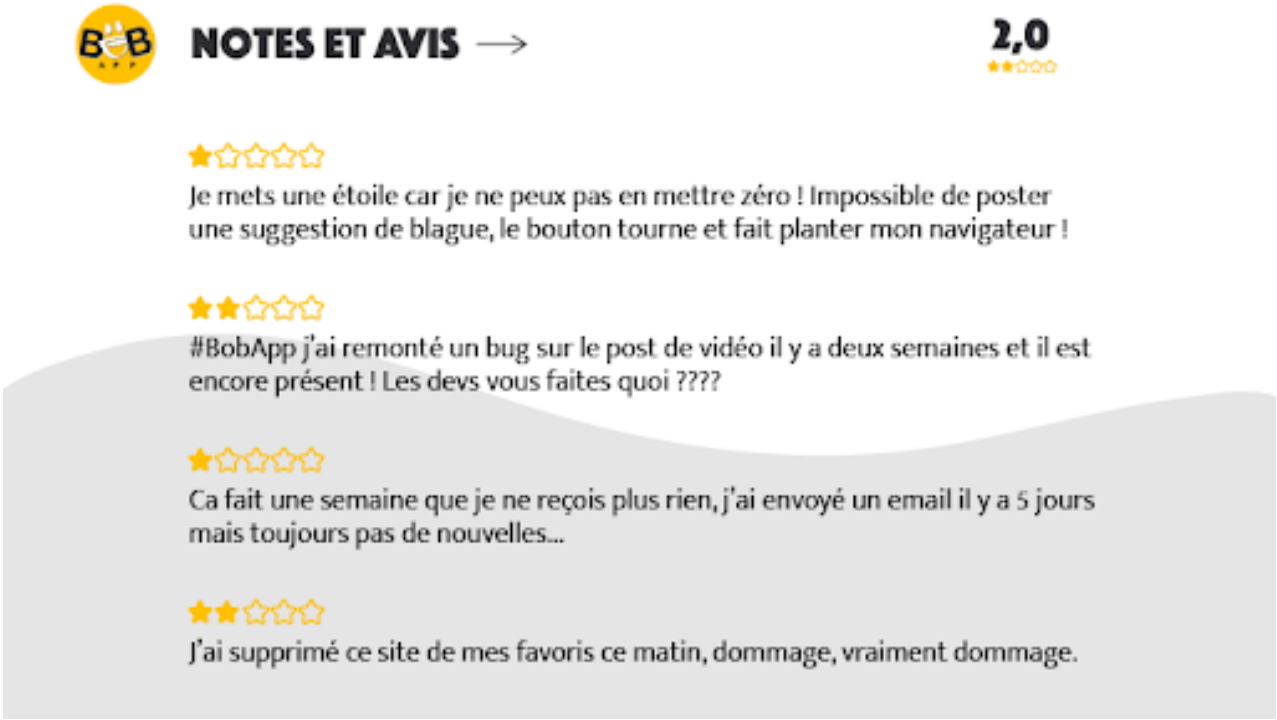 BOB
APP
NOTES ET AVIS
2,0
Je mets une étoile car je ne peux pas en mettre zéro ! Impossible de poster
une suggestion de blague, le bouton tourne et fait planter mon navigateur !
#BobApp j'ai remonté un bug sur le post de vidéo il y a deux semaines et il est
encore présent ! Les devs vous faites quoi ????
Ca fait une semaine que je ne reçois plus rien, j'ai envoyé un email il y a 5 jours
mais toujours pas de nouvelles...
J'ai supprimé ce site de mes favoris ce matin, dommage, vraiment dommage.